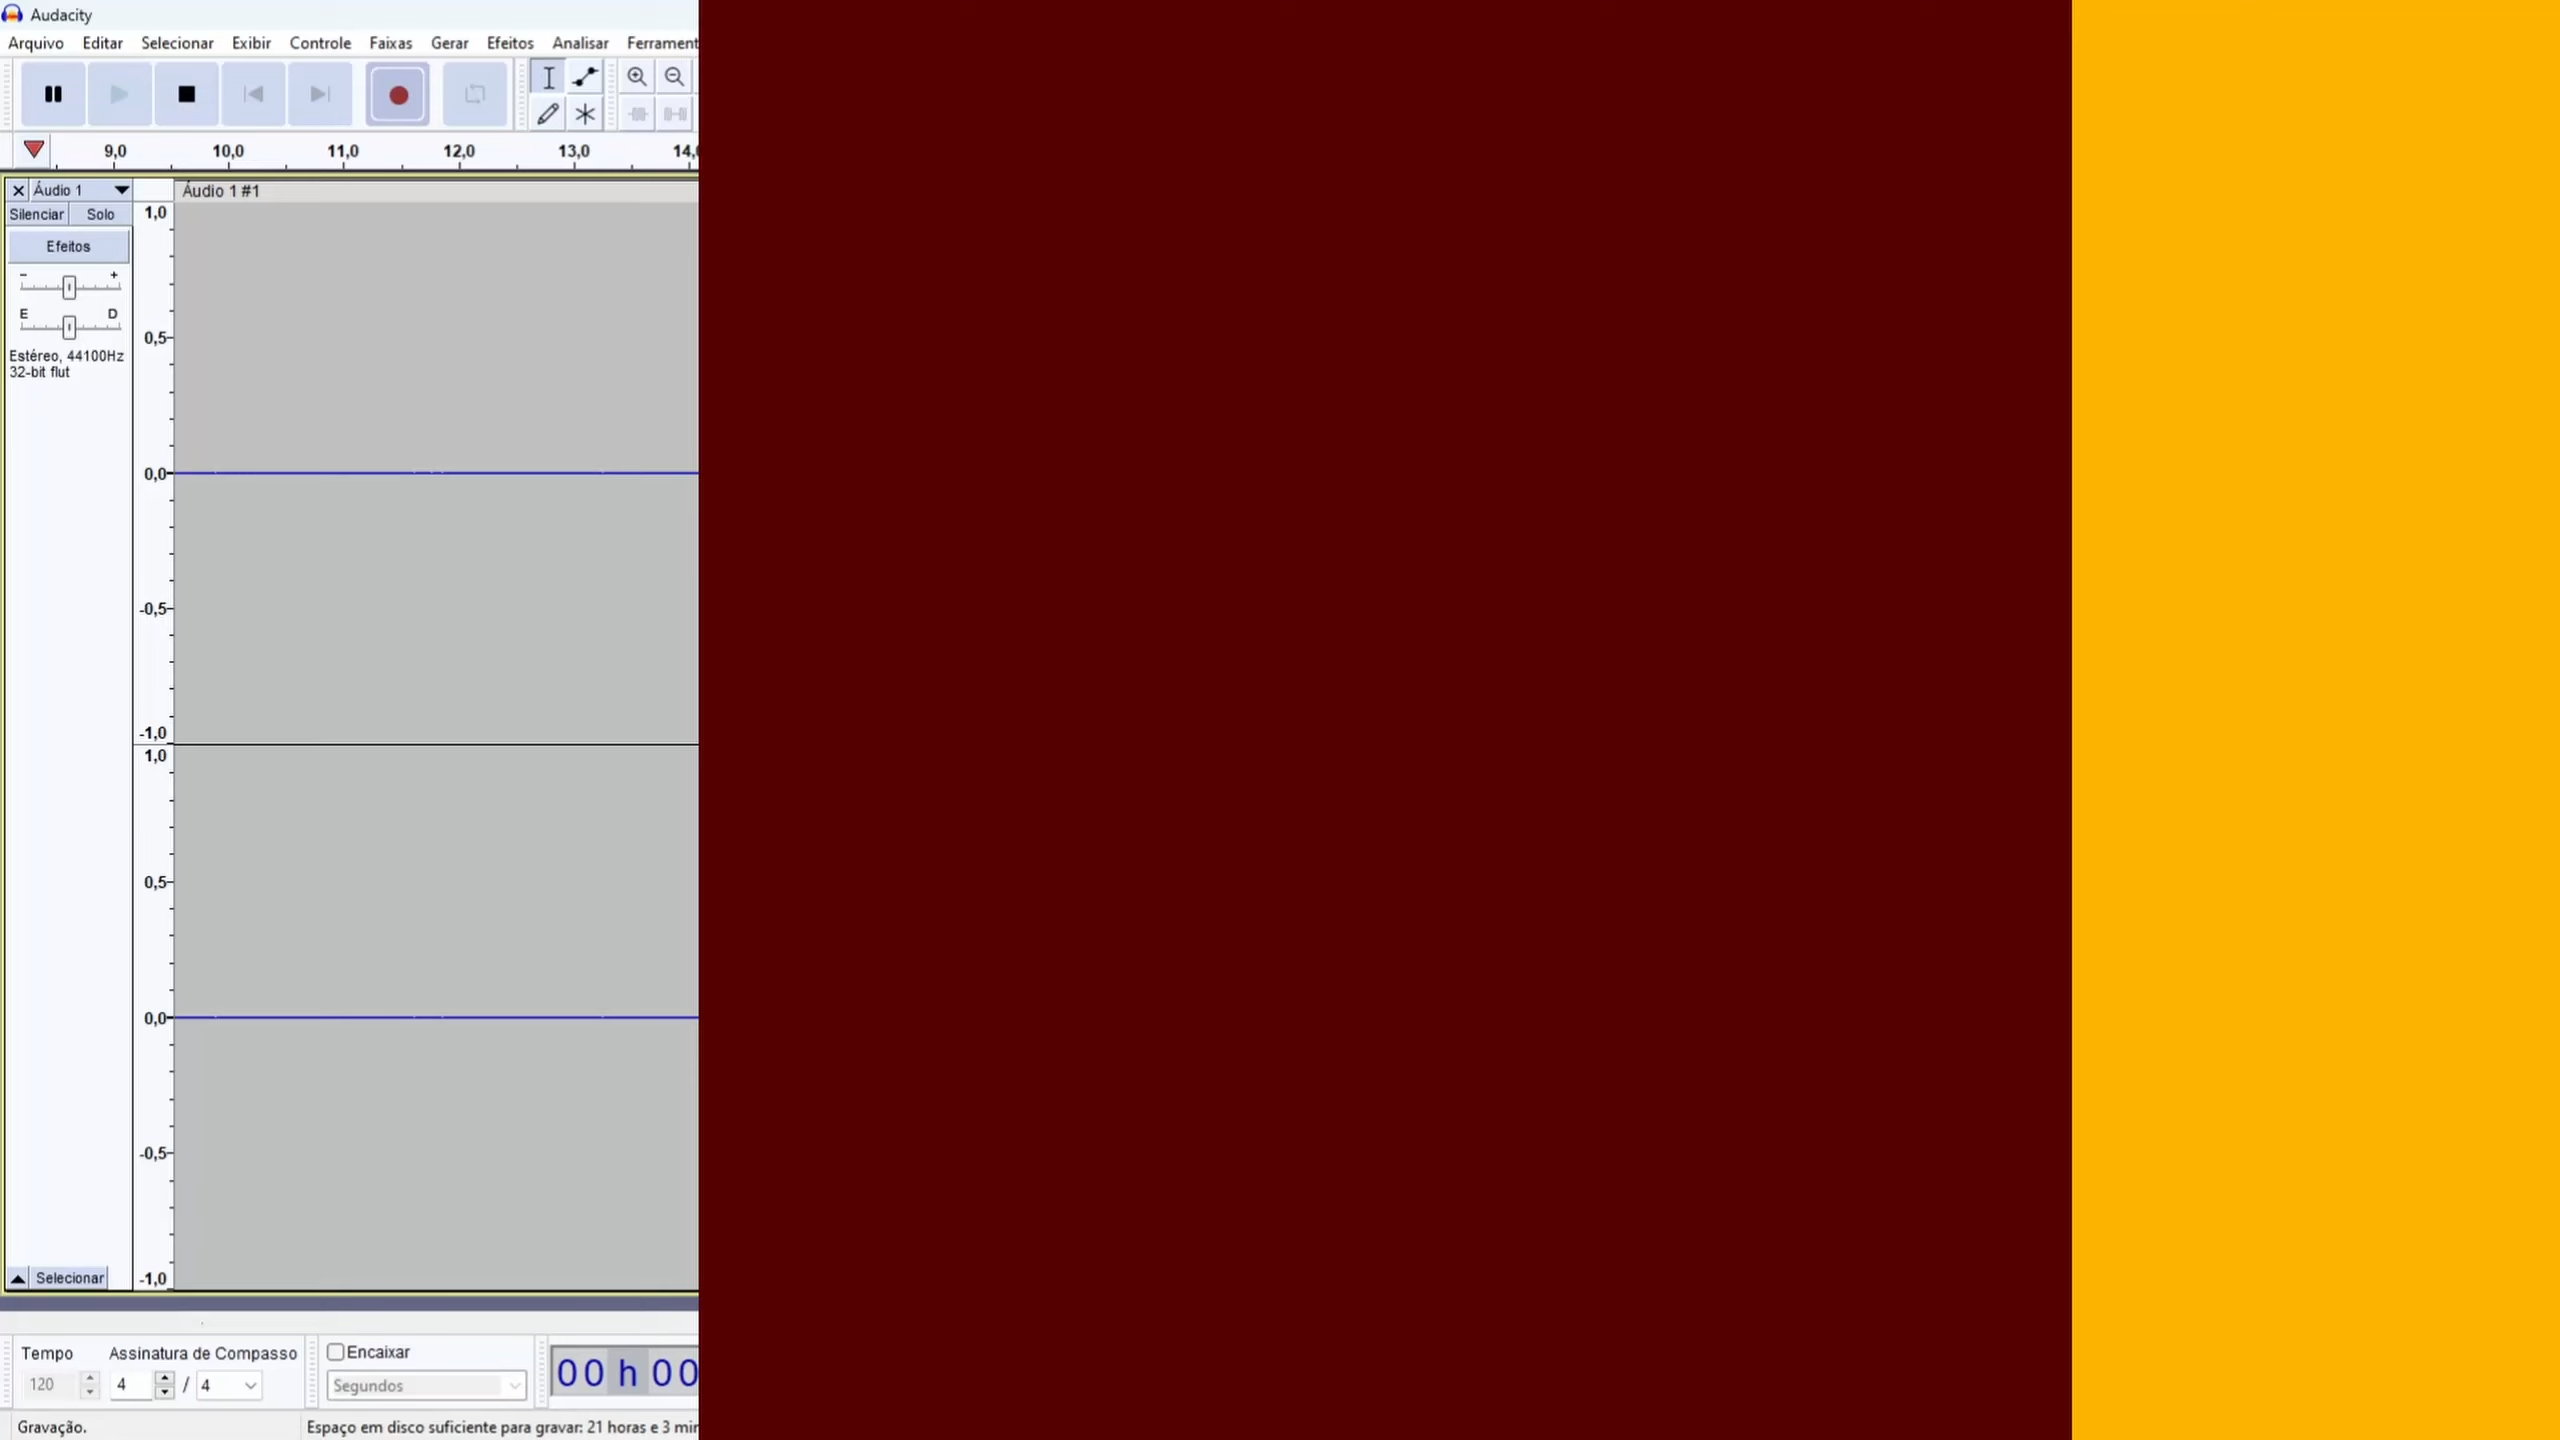 Audacity
Arquivo Editar Selecionar Exibir Controle Faixas Gerar Efeitos Analisar Ferrament
9,0 10,0 11,0 12,0 13,0 14,0
Áudio 1
Áudio 1 #1
Silenciar Solo
Efeitos
- +
E D
Estéreo, 44100Hz
32-bit flut
1,0
0,5
0,0
-0,5
-1,0
1,0
0,5
0,0
-0,5
-1,0
Selecionar
Tempo Assinatura de Compasso
120 4 / 4
Encaixar
Segundos
00 h 00
Gravação.
Espaço em disco suficiente para gravar: 21 horas e 3 min